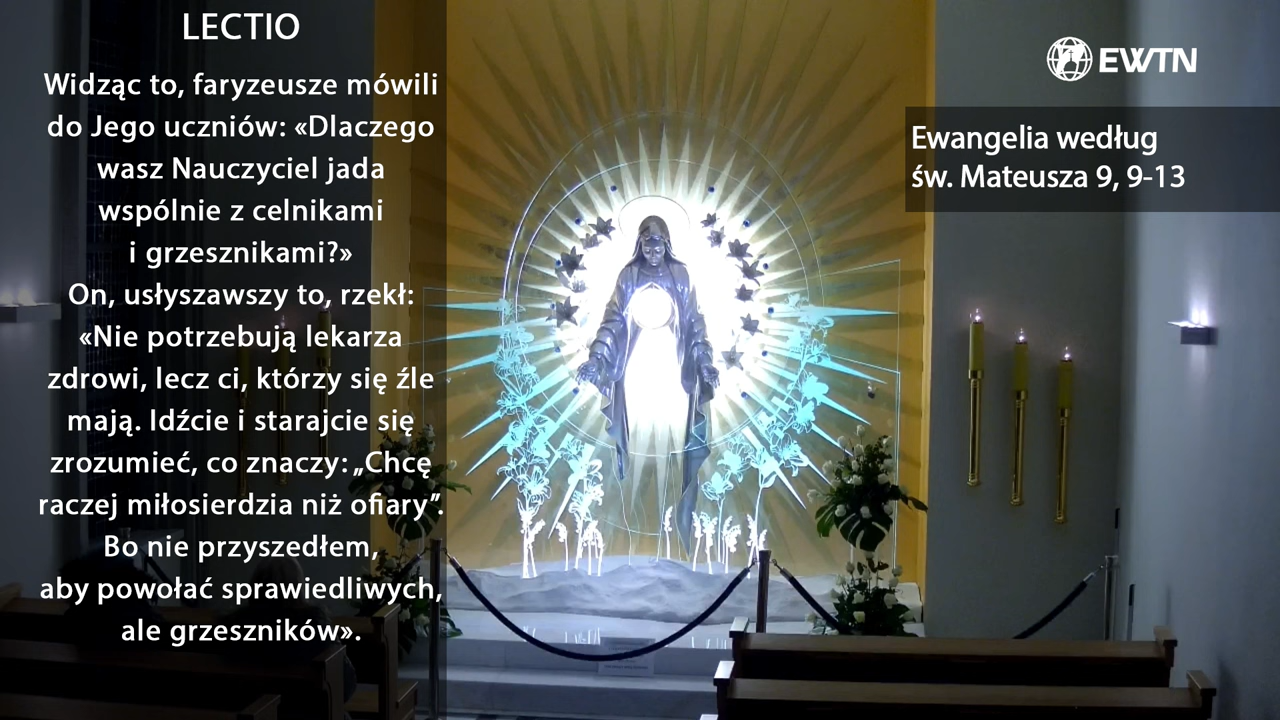 LECTIO
Widząc to, faryzeusze mówili
do Jego uczniów: «Dlaczego
wasz Nauczyciel jada
wspólnie z celnikami
i grzesznikami?»
On, usłyszawszy to, rzekł:
«Nie potrzebują lekarza
zdrowi, lecz ci, którzy się źle
mają. Idźcie i starajcie się
zrozumieć, co znaczy: „Chcę
raczej miłosierdzia niż ofiary”.
Bo nie przyszedłem,
aby powołać sprawiedliwych,
ale grzeszników».
EWTN
Ewangelia według
św. Mateusza 9, 9-13